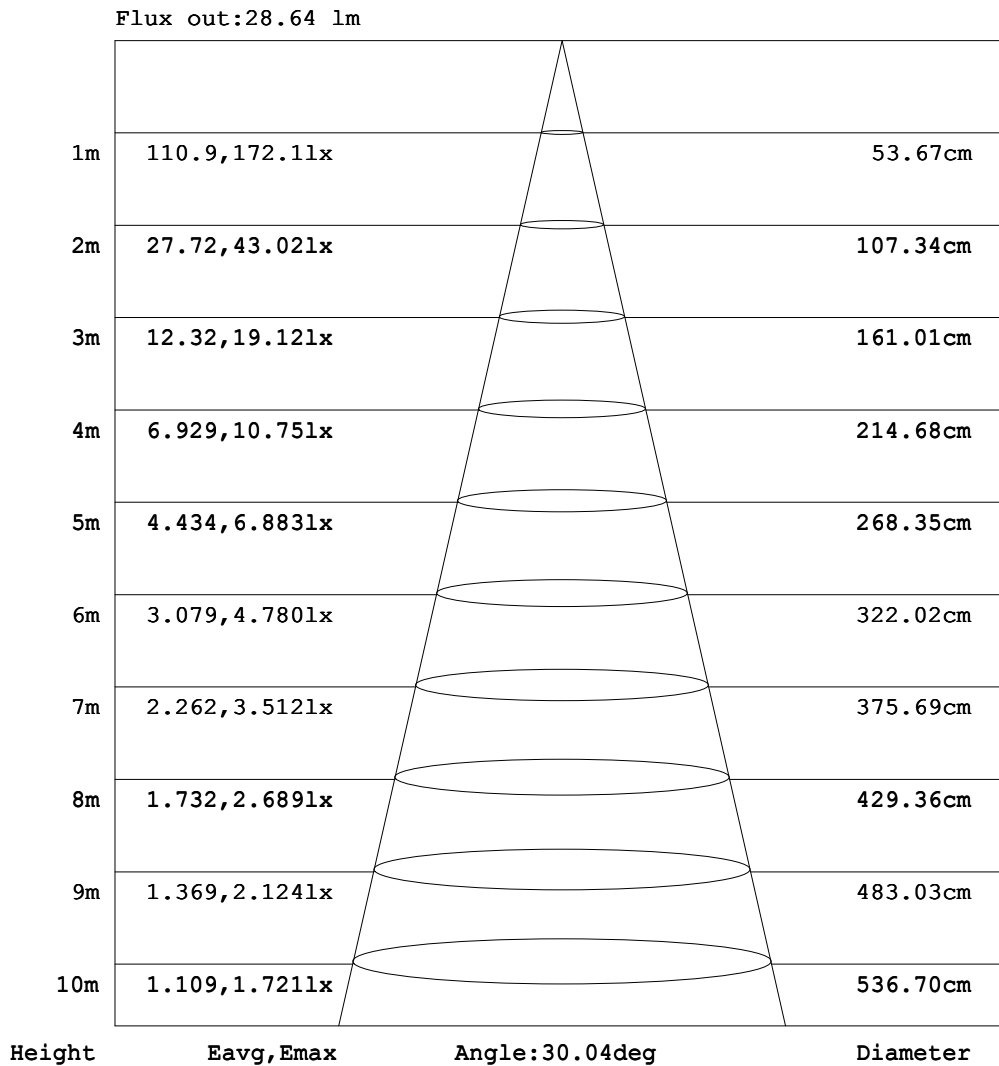 Flux out:28.64 lm
1m 110.9,172.1lx 53.67cm
2m 27.72,43.02lx 107.34cm
3m 12.32,19.12lx 161.01cm
4m 6.929,10.75lx 214.68cm
5m 4.434,6.883lx 268.35cm
6m 3.079,4.780lx 322.02cm
7m 2.262,3.512lx 375.69cm
8m 1.732,2.689lx 429.36cm
9m 1.369,2.124lx 483.03cm
10m 1.109,1.721lx 536.70cm
Height Eavg,Emax Angle:30.04deg Diameter